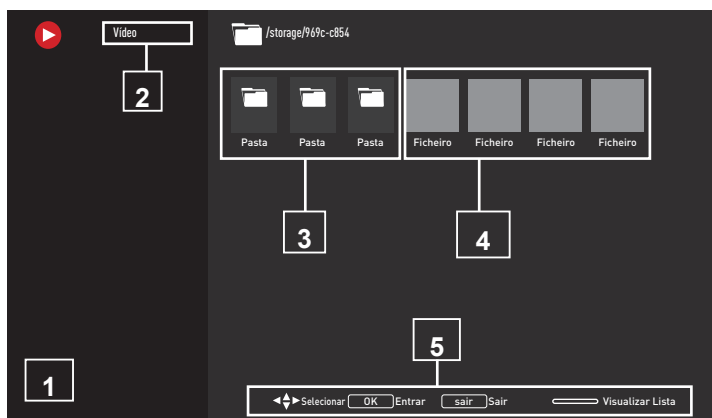 Vídeo
/storage/969c-c854
2
Pasta Pasta Pasta Ficheiro Ficheiro Ficheiro Ficheiro
3 4
5
1
Selecionar OK Entrar sair Sair Visualizar Lista